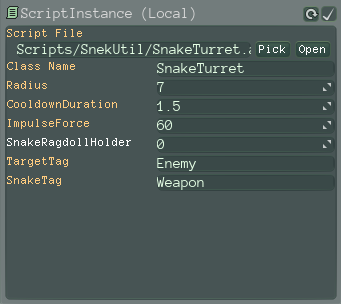 ScriptInstance (Local)
Script File
Scripts/SnekUtil/SnakeTurret.a Pick Open
Class Name SnakeTurret
Radius 7
CooldownDuration 1.5
ImpulseForce 60
SnakeRagdollHolder 0
TargetTag Enemy
SnakeTag Weapon